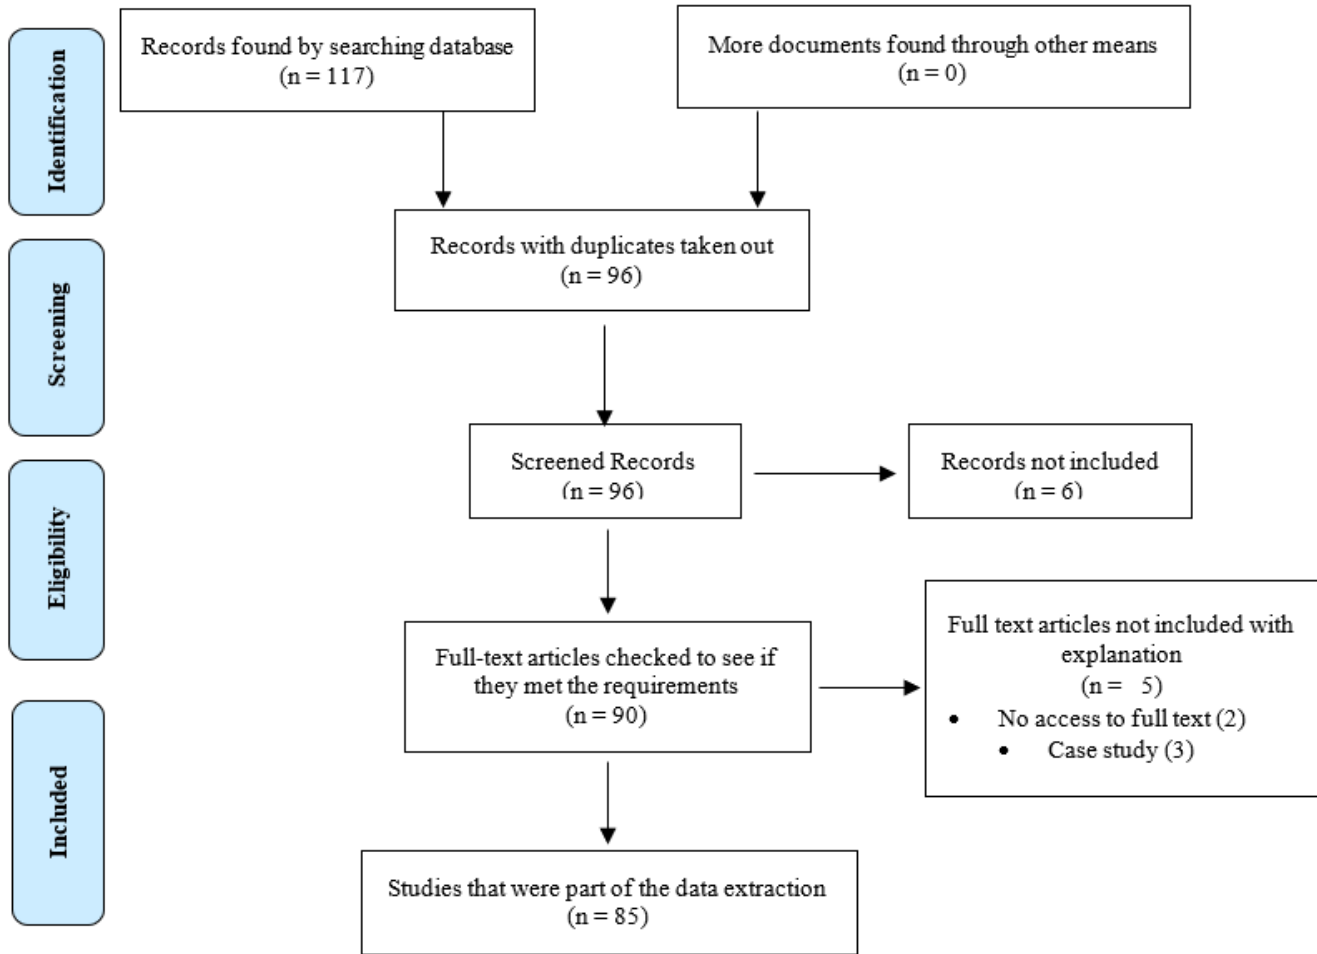 Identification
Records found by searching database
(n = 117)
More documents found through other means
(n = 0)
Records with duplicates taken out
(n = 96)
Screening
Screened Records
(n = 96)
Records not included
(n = 6)
Eligibility
Full-text articles checked to see if
they met the requirements
(n = 90)
Full text articles not included with
explanation
(n =   5)
• No access to full text (2)
• Case study (3)
Included
Studies that were part of the data extraction
(n = 85)